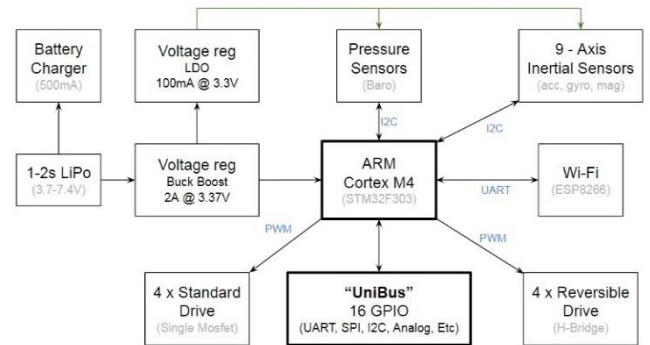 Battery
Charger
(500mA)
Voltage reg
LDO
100mA @ 3.3V
Pressure
Sensors
(Baro)
9 - Axis
Inertial Sensors
(acc, gyro, mag)
I2C
I2C
1-2s LiPo
(3.7-7.4V)
Voltage reg
Buck Boost
2A @ 3.37V
ARM
Cortex M4
(STM32F303)
UART
Wi-Fi
(ESP8266)
PWM
PWM
4 x Standard
Drive
(Single Mosfet)
“UniBus”
16 GPIO
(UART, SPI, I2C, Analog, Etc)
4 x Reversible
Drive
(H-Bridge)